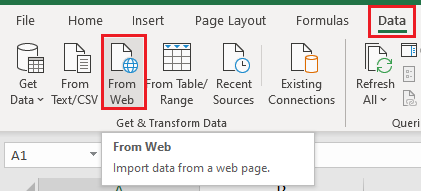 File Home Insert Page Layout Formulas Data
Get Data
From Text/CSV
From Web
From Table/ Range
Recent Sources
Existing Connections
Refresh All
Get & Transform Data Queri
From Web
Import data from a web page.
A1